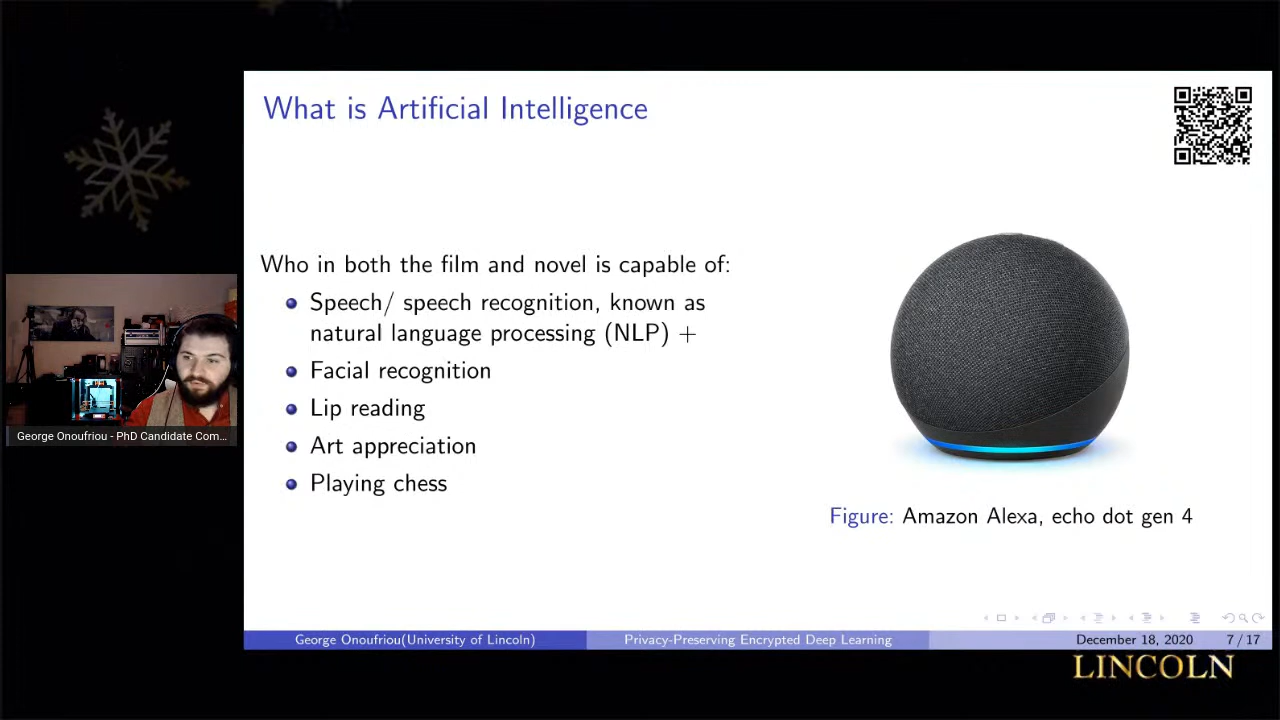 What is Artificial Intelligence
Who in both the film and novel is capable of:
Speech/ speech recognition, known as
natural language processing (NLP) +
Facial recognition
Lip reading
Art appreciation
Playing chess
Figure: Amazon Alexa, echo dot gen 4
George Onoufriou - PhD Candidate Com...
George Onoufriou(University of Lincoln)
Privacy-Preserving Encrypted Deep Learning
December 18, 2020
7 / 17
LINCOLN